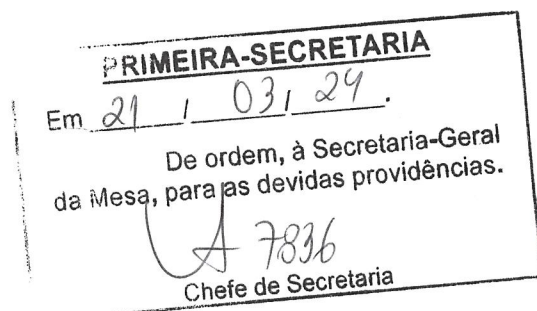 PRIMEIRA-SECRETARIA
Em 21 / 03 / 24.
De ordem, à Secretaria-Geral
da Mesa, para as devidas providências.
7836
Chefe de Secretaria